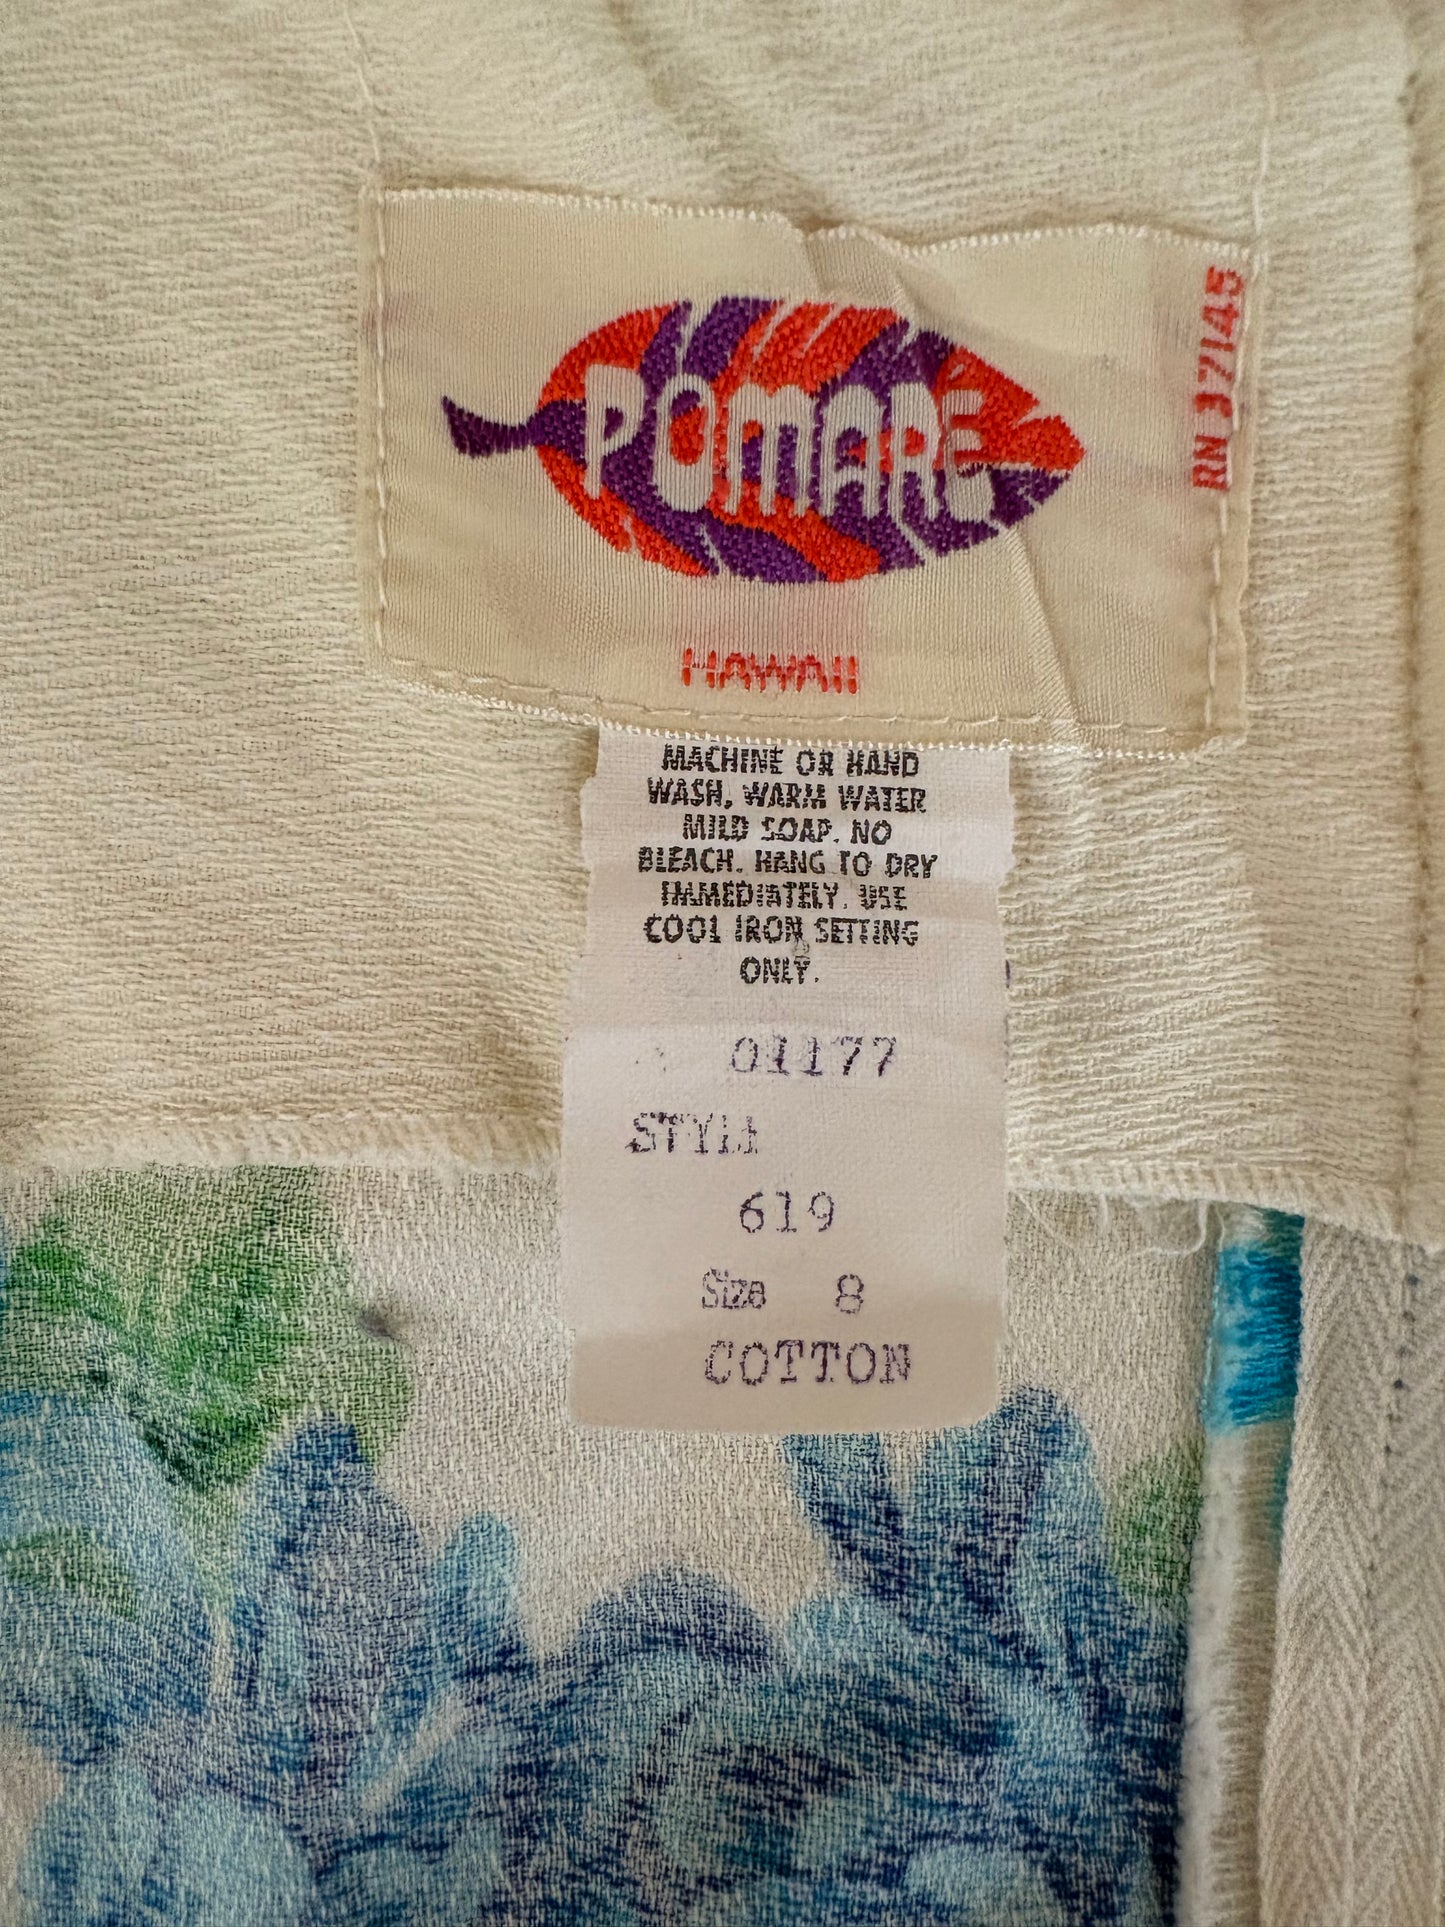 POMARE
HAWAII
RN 37145
MACHINE OR HAND
WASH, WARM WATER
MILD SOAP. NO
BLEACH. HANG TO DRY
IMMEDIATELY. USE
COOL IRON SETTING
ONLY.
01177
STYLE
619
Size 8
COTTON